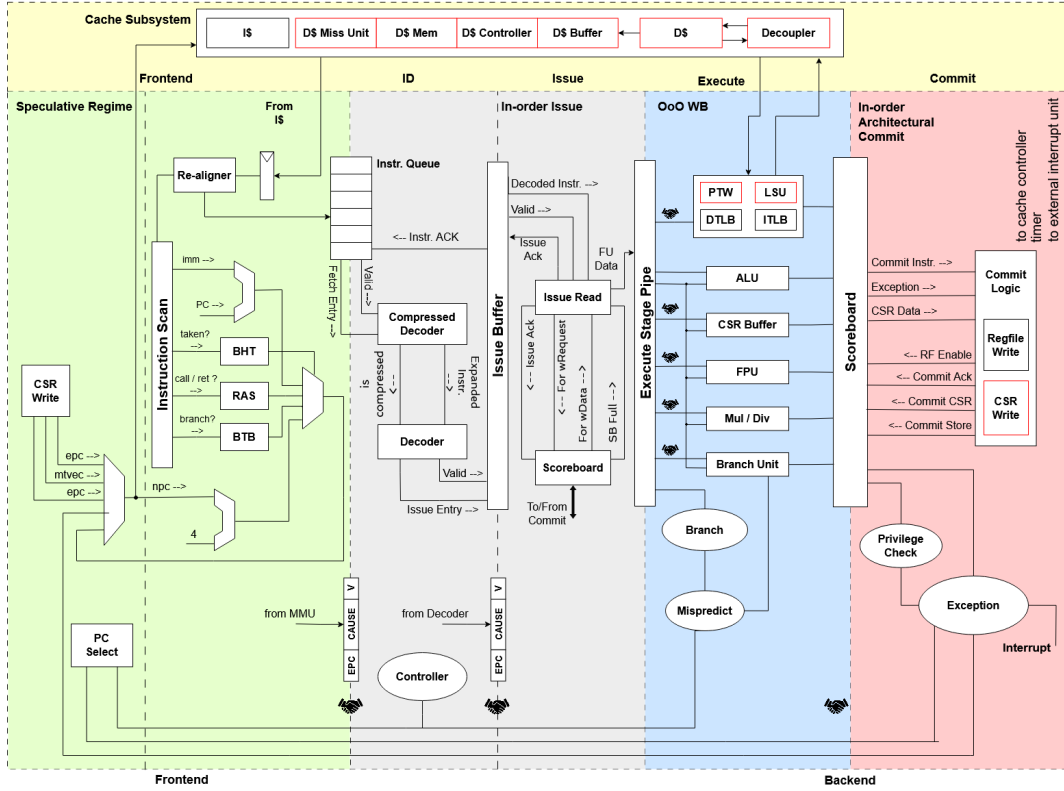 Cache Subsystem
I$
D$ Miss Unit
D$ Mem
D$ Controller
D$ Buffer
D$
Decoupler
Frontend
ID
Issue
Execute
Commit
Speculative Regime
From
I$
In-order Issue
OoO WB
In-order
Architectural
Commit
to cache controller
timer
to external interrupt unit
Re-aligner
Instr. Queue
Decoded Instr. -->
Valid -->
<-- Instr. ACK
Issue
Ack
FU
Data
PTW
LSU
DTLB
ITLB
Instruction Scan
imm -->
PC-->
taken?
-->
BHT
call / ret ?
-->
RAS
branch?
-->
BTB
Fetch Entry -->
Valid -->
Compressed
Decoder
is
compressed
-->
Expanded
Instr.
-->
Decoder
Valid -->
Issue Entry -->
Issue Buffer
Issue Read
<--- Issue Ack
<-- For wRequest
For wData -->
SB Full -->
Scoreboard
To/From
Commit
Execute Stage Pipe
ALU
CSR Buffer
FPU
Mul / Div
Branch Unit
Scoreboard
Commit Instr. -->
Exception -->
CSR Data -->
<-- RF Enable
<-- Commit Ack
<-- Commit CSR
<-- Commit Store
Commit
Logic
Regfile
Write
CSR
Write
CSR
Write
epc -->
mtvec-->
epc -->
npc-->
4
Branch
Mispredict
Privilege
Check
Exception
Interrupt
from MMU
V
CAUSE
EPC
from Decoder
V
CAUSE
EPC
PC
Select
Controller
Frontend
Backend